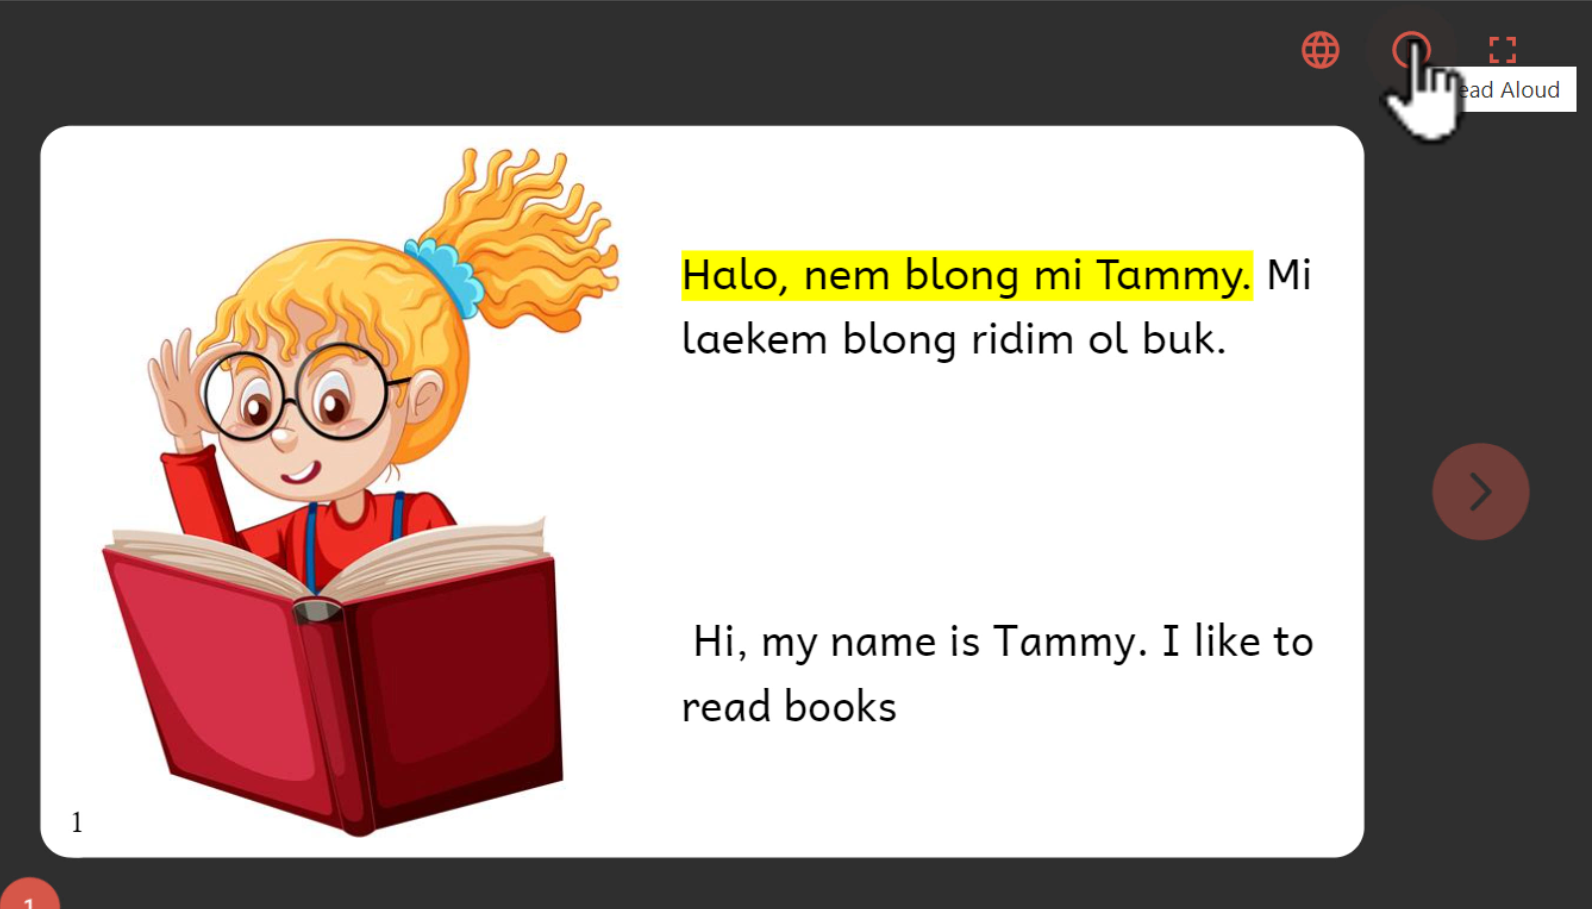 ead Aloud
Halo, nem blong mi Tammy. Mi
laekem blong ridim ol buk.
Hi, my name is Tammy. I like to
read books
1
1